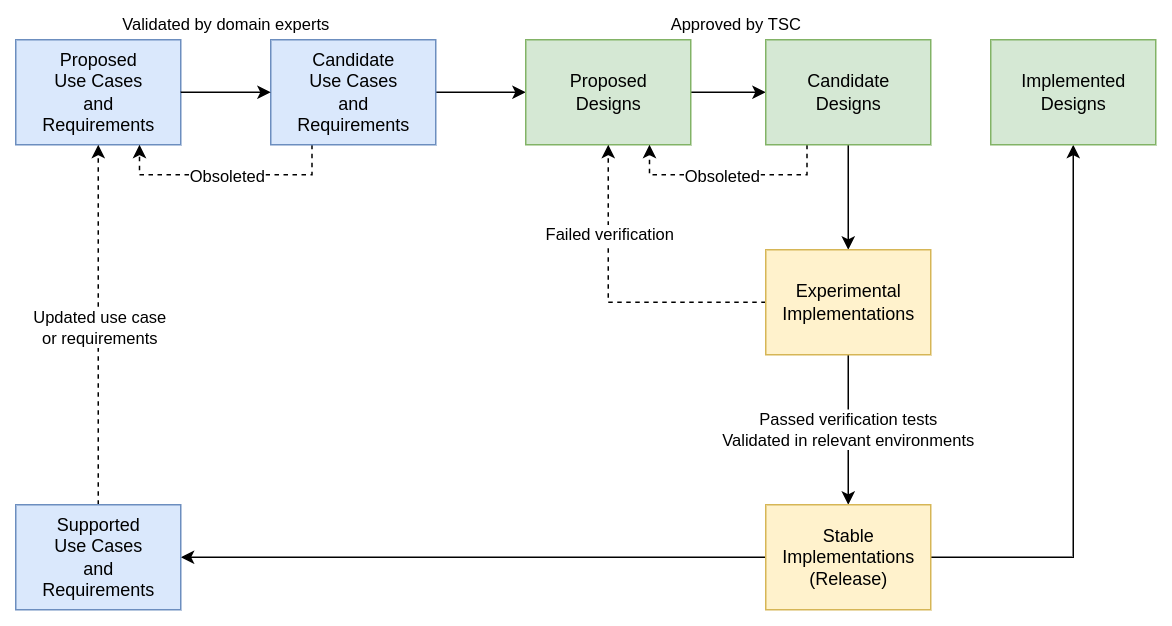 Validated by domain experts
Approved by TSC
Proposed
Use Cases
and
Requirements
Candidate
Use Cases
and
Requirements
Proposed
Designs
Candidate
Designs
Implemented
Designs
Obsoleted
Obsoleted
Failed verification
Experimental
Implementations
Updated use case
or requirements
Passed verification tests
Validated in relevant environments
Supported
Use Cases
and
Requirements
Stable
Implementations
(Release)